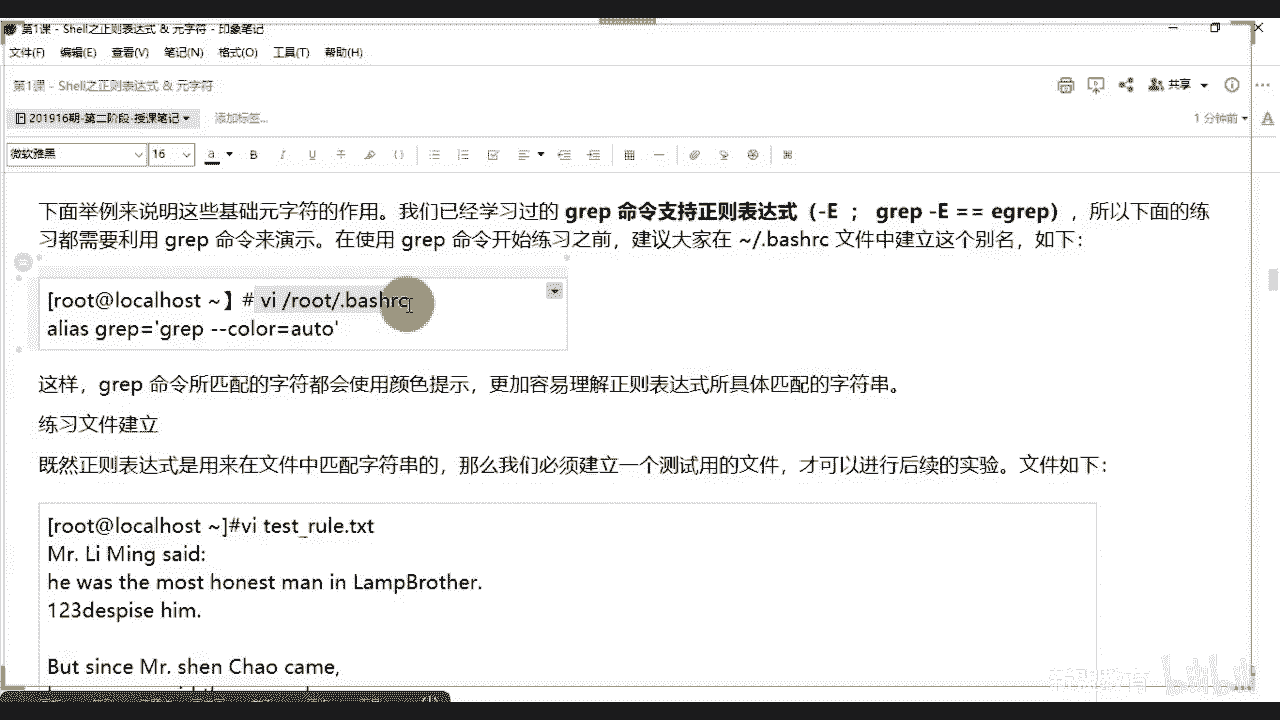 第1课 - Shell之正则表达式 & 元字符 - 印象笔记
文件(F) 编辑(E) 查看(V) 笔记(N) 格式(O) 工具(T) 帮助(H)
第1课 - Shell之正则表达式 & 元字符
共享
201916期-第二阶段-授课笔记
添加标签...
1 分钟前
微软雅黑
16
下面举例来说明这些基础元字符的作用。我们已经学习过的 grep 命令支持正则表达式（-E ； grep -E == egrep），所以下面的练
习都需要利用 grep 命令来演示。在使用 grep 命令开始练习之前，建议大家在 ~/.bashrc 文件中建立这个别名，如下：
[root@localhost ~】# vi /root/.bashrc
alias grep='grep --color=auto'
这样，grep 命令所匹配的字符都会使用颜色提示，更加容易理解正则表达式所具体匹配的字符串。
练习文件建立
既然正则表达式是用来在文件中匹配字符串的，那么我们必须建立一个测试用的文件，才可以进行后续的实验。文件如下：
[root@localhost ~]#vi test_rule.txt
Mr. Li Ming said:
he was the most honest man in LampBrother.
123despise him.
But since Mr. shen Chao came,
bilibili